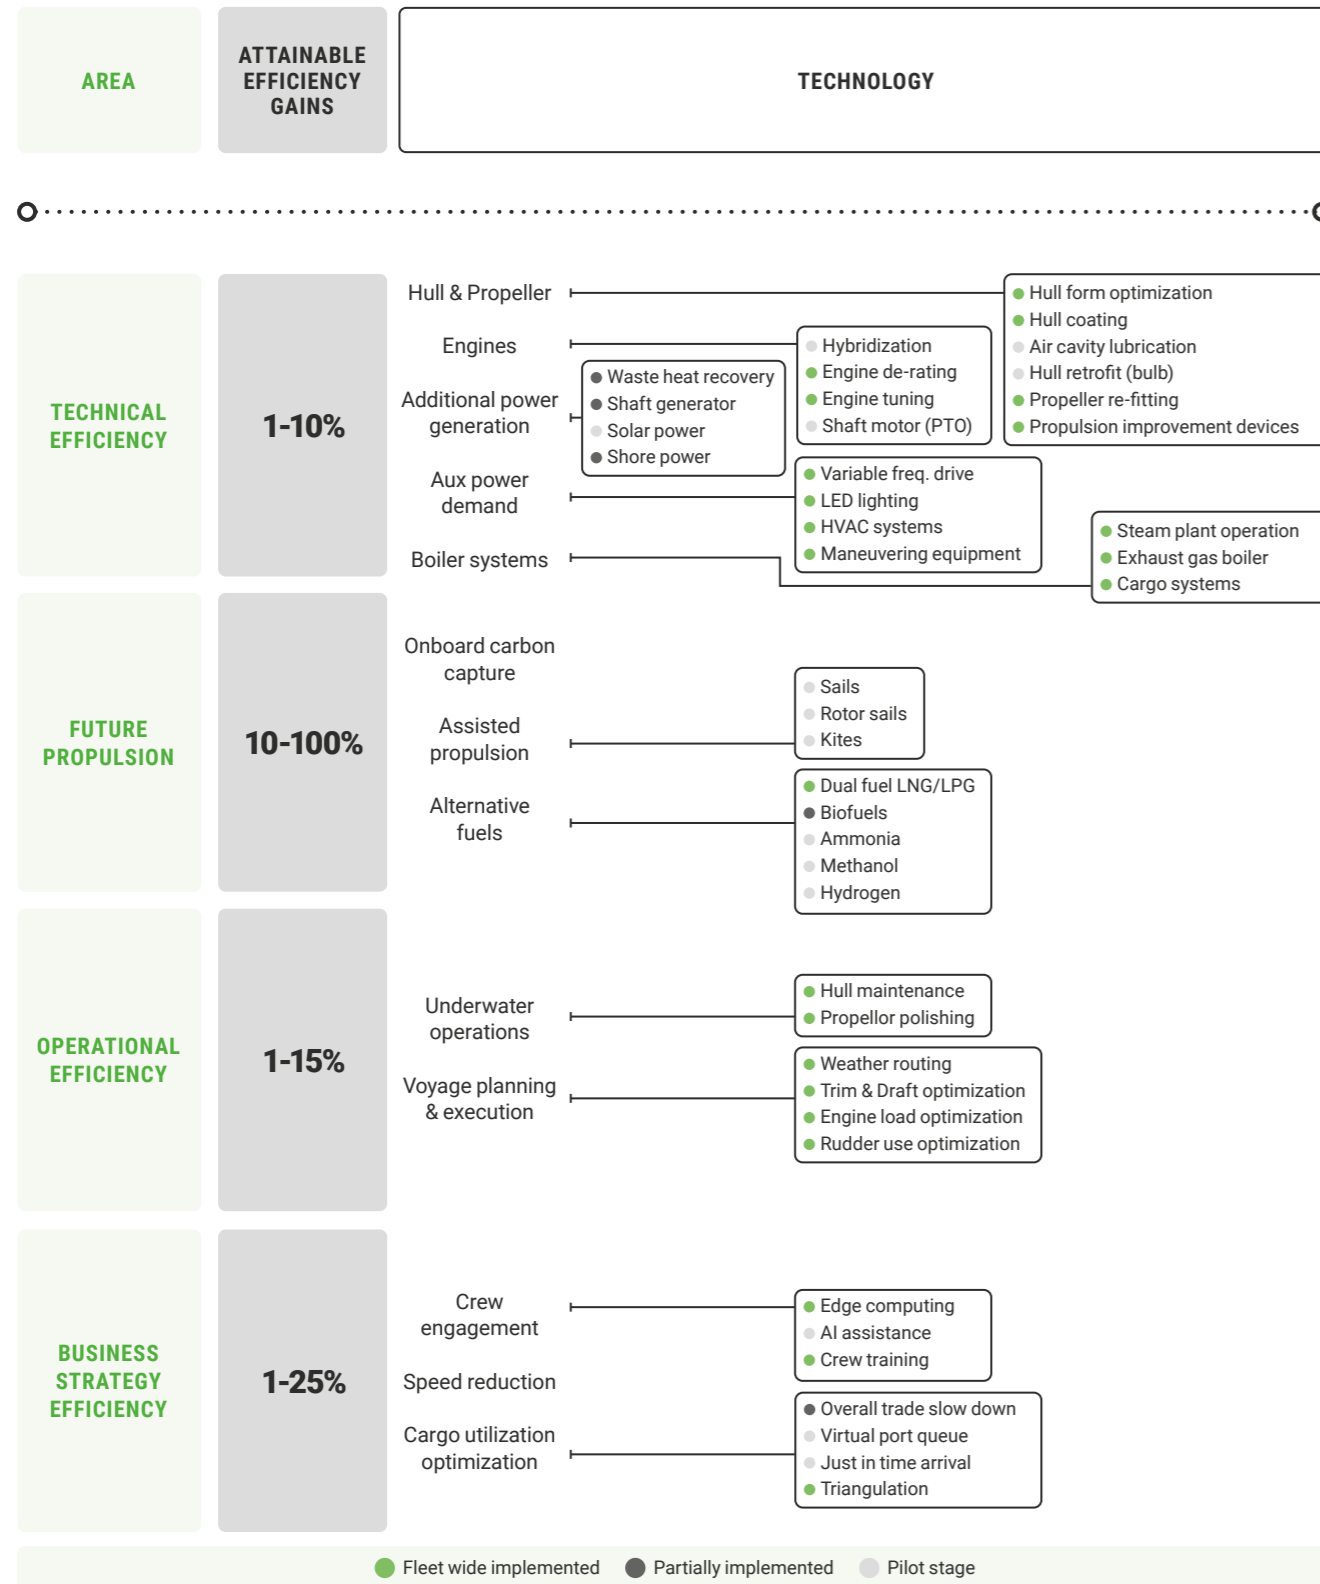 AREA
ATTAINABLE
EFFICIENCY
GAINS
TECHNOLOGY
TECHNICAL
EFFICIENCY
1-10%
Hull & Propeller
Hull form optimization
Hull coating
Air cavity lubrication
Hull retrofit (bulb)
Propeller re-fitting
Propulsion improvement devices
Engines
Hybridization
Engine de-rating
Engine tuning
Shaft motor (PTO)
Additional power
generation
Waste heat recovery
Shaft generator
Solar power
Shore power
Aux power
demand
Variable freq. drive
LED lighting
HVAC systems
Maneuvering equipment
Boiler systems
Steam plant operation
Exhaust gas boiler
Cargo systems
FUTURE
PROPULSION
10-100%
Onboard carbon
capture
Assisted
propulsion
Sails
Rotor sails
Kites
Alternative
fuels
Dual fuel LNG/LPG
Biofuels
Ammonia
Methanol
Hydrogen
OPERATIONAL
EFFICIENCY
1-15%
Underwater
operations
Hull maintenance
Propellor polishing
Voyage planning
& execution
Weather routing
Trim & Draft optimization
Engine load optimization
Rudder use optimization
BUSINESS
STRATEGY
EFFICIENCY
1-25%
Crew
engagement
Edge computing
AI assistance
Crew training
Speed reduction
Cargo utilization
optimization
Overall trade slow down
Virtual port queue
Just in time arrival
Triangulation
Fleet wide implemented
Partially implemented
Pilot stage